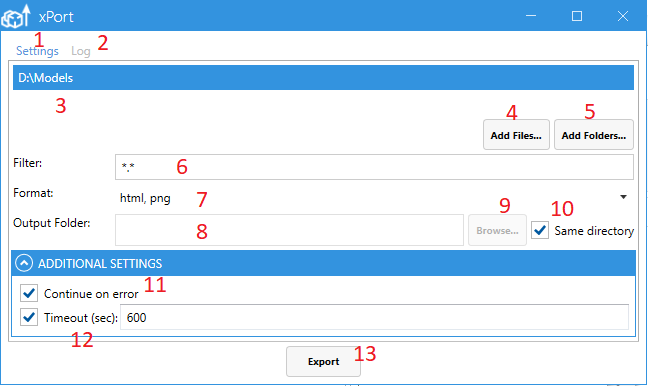 xPort
1 2
Settings Log
D:\Models
3 4 5
Add Files... Add Folders...
Filter: *.* 6
Format: html, png 7
9 10
Output Folder: 8 Browse... Same directory
ADDITIONAL SETTINGS
Continue on error 11
Timeout (sec): 600
12
Export 13